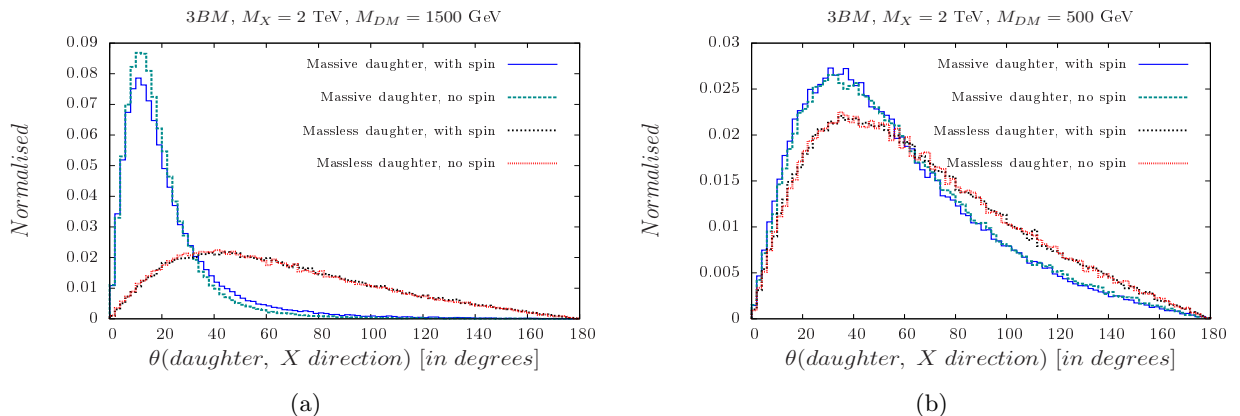 3BM, M_X = 2 TeV, M_{DM} = 1500 GeV
0.09
0.08
0.07
0.06
0.05
0.04
0.03
0.02
0.01
0
Normalised
Massive daughter, with spin
Massive daughter, no spin
Massless daughter, with spin
Massless daughter, no spin
0 20 40 60 80 100 120 140 160 180
θ(daughter, X direction) [in degrees]
(a)
3BM, M_X = 2 TeV, M_{DM} = 500 GeV
0.03
0.025
0.02
0.015
0.01
0.005
0
Normalised
Massive daughter, with spin
Massive daughter, no spin
Massless daughter, with spin
Massless daughter, no spin
0 20 40 60 80 100 120 140 160 180
θ(daughter, X direction) [in degrees]
(b)